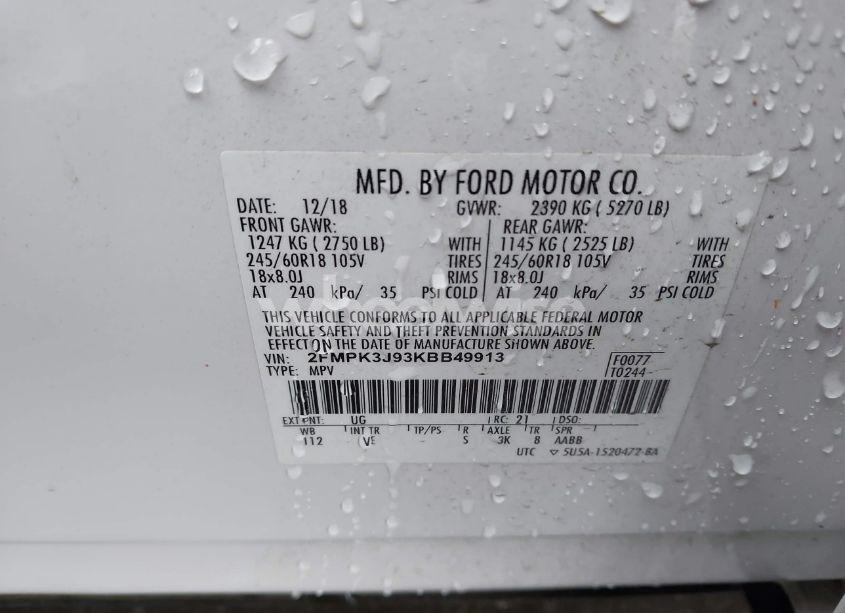 MFD. BY FORD MOTOR CO.
DATE: 12/18 GVWR: 2390 KG ( 5270 LB)
FRONT GAWR: REAR GAWR:
1247 KG ( 2750 LB) WITH 1145 KG ( 2525 LB) WITH
245/60R18 105V TIRES 245/60R18 105V TIRES
18x8.0J RIMS 18x8.0J RIMS
AT 240 kPa/ 35 PSI COLD AT 240 kPa/ 35 PSI COLD
THIS VEHICLE CONFORMS TO ALL APPLICABLE FEDERAL MOTOR
VEHICLE SAFETY AND THEFT PREVENTION STANDARDS IN
EFFECT ON THE DATE OF MANUFACTURE SHOWN ABOVE.
VIN: 2FMPK3J93KBB49913 F0077
TYPE: MPV T0244
EXT PNT: UG RC: 21 DSO:
WB INT TR TP/PS R AXLE TR SPR
112 VE S 3K 8 AABB
UTC ▽ 5U5A-1520472-BA